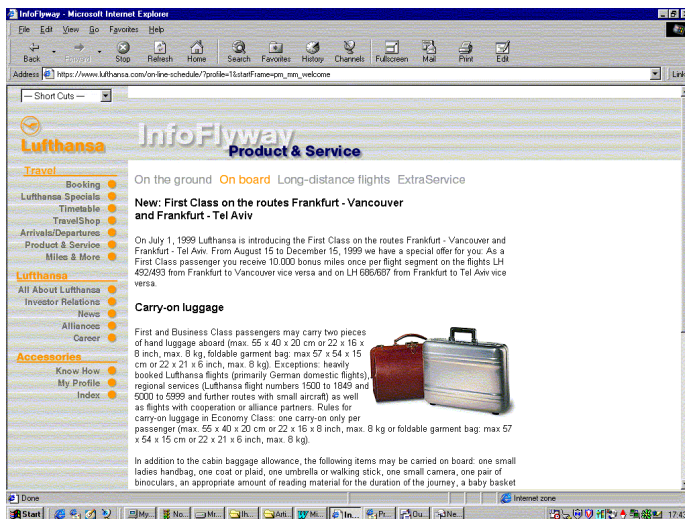 InfoFlyway - Microsoft Internet Explorer
File Edit View Go Favorites Help
Back Forward Stop Refresh Home Search Favorites History Channels Fullscreen Mail Print Edit
Address https://www.lufthansa.com/on-line-schedule/?profile=1&startFrame=pm_mm_welcome Link
— Short Cuts —
Lufthansa
InfoFlyway
Product & Service
Travel
Booking
Lufthansa Specials
Timetable
TravelShop
Arrivals/Departures
Product & Service
Miles & More
Lufthansa
All About Lufthansa
Investor Relations
News
Alliances
Career
Accessories
Know How
My Profile
Index
On the ground On board Long-distance flights ExtraService
New: First Class on the routes Frankfurt - Vancouver
and Frankfurt - Tel Aviv
On July 1, 1999 Lufthansa is introducing the First Class on the routes Frankfurt - Vancouver and
Frankfurt - Tel Aviv. From August 15 to December 15, 1999 we have a special offer for you: As a
First Class passenger you receive 10.000 bonus miles once per flight segment on the flights LH
492/493 from Frankfurt to Vancouver vice versa and on LH 686/687 from Frankfurt to Tel Aviv vice
versa.
Carry-on luggage
First and Business Class passengers may carry two pieces
of hand luggage aboard (max. 55 x 40 x 20 cm or 22 x 16 x
8 inch, max. 8 kg, foldable garment bag: max 57 x 54 x 15
cm or 22 x 21 x 6 inch, max. 8 kg). Exceptions: heavily
booked Lufthansa flights (primarily German domestic flights),
regional services (Lufthansa flight numbers 1500 to 1849 and
5000 to 5999 and further routes with small aircraft) as well
as flights with cooperation or alliance partners. Rules for
carry-on luggage in Economy Class: one carry-on only per
passenger (max. 55 x 40 x 20 cm or 22 x 16 x 8 inch, max. 8 kg or foldable garment bag: max 57
x 54 x 15 cm or 22 x 21 x 6 inch, max. 8 kg).
In addition to the cabin baggage allowance, the following items may be carried on board: one small
ladies handbag, one coat or plaid, one umbrella or walking stick, one small camera, one pair of
binoculars, an appropriate amount of reading material for the duration of the journey, a baby basket
Done Internet zone
Start My... No... Mr... Ih... Arti... Mi... In... Pr... Ou... Ne... 17:43